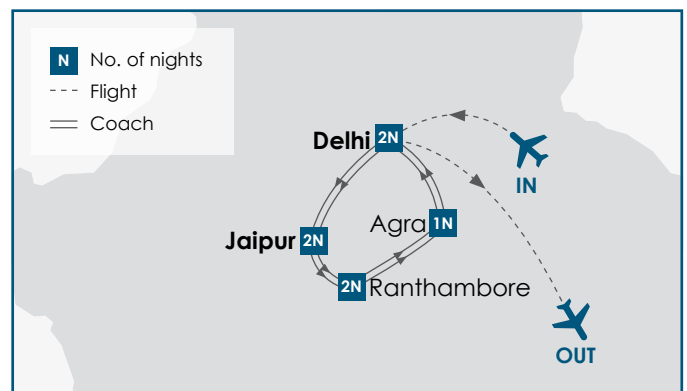 N No. of nights
Flight
Coach
Delhi 2N
IN
Agra 1N
Jaipur 2N
2N Ranthambore
OUT